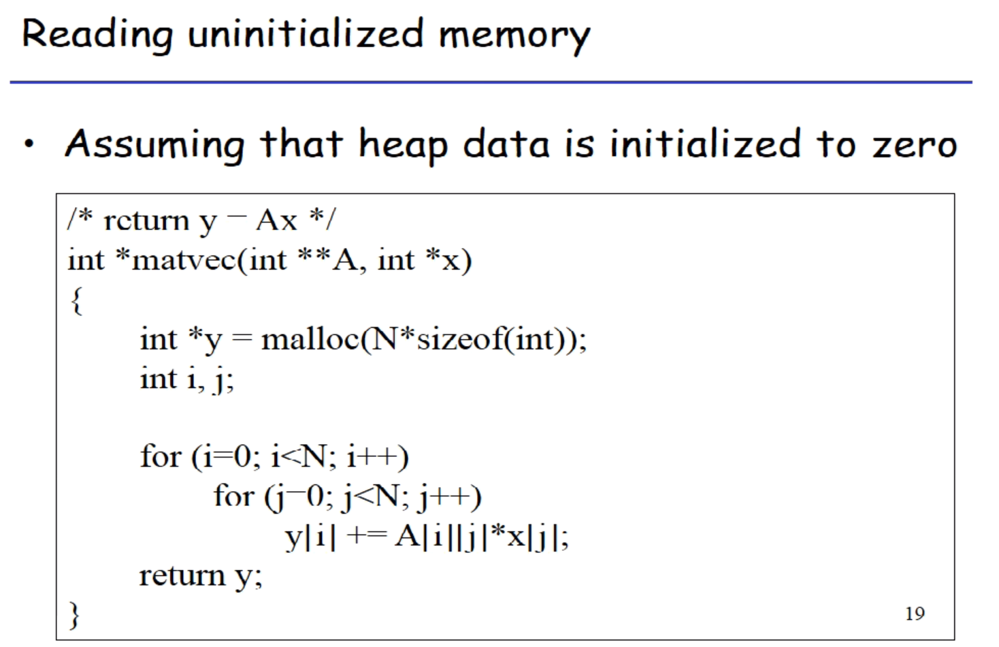 Reading uninitialized memory
• Assuming that heap data is initialized to zero
/* return y = Ax */
int *matvec(int **A, int *x)
{
int *y = malloc(N*sizeof(int));
int i, j;
for (i=0; i<N; i++)
for (j=0; j<N; j++)
y[i] += A[i][j]*x[j];
return y;
}
19